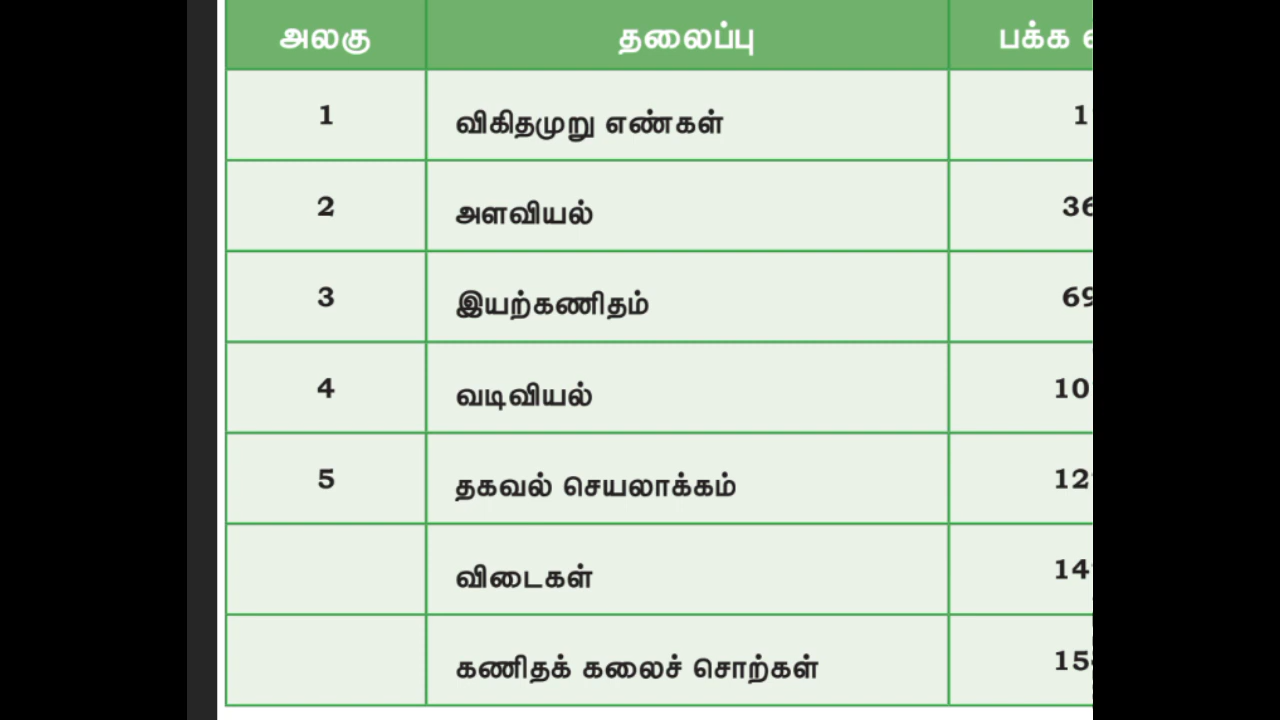 அலகு தலைப்பு பக்க
1 விகிதமுறு எண்கள் 1
2 அளவியல் 36
3 இயற்கணிதம் 69
4 வடிவியல்
5 தகவல் செயலாக்கம்
விடைகள்
கணிதக் கலைச் சொற்கள்